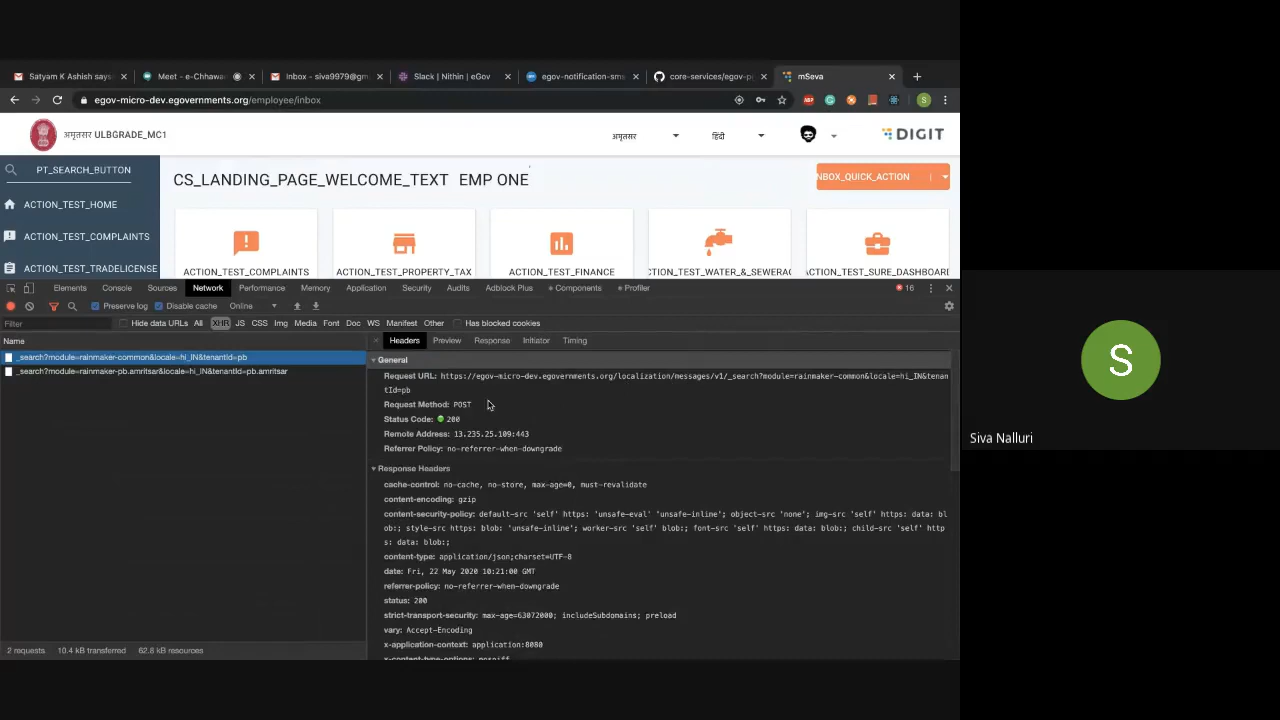 Satyam K Ashish says
Meet - e-Chhawa
Inbox - siva9979@gm
Slack | Nithin | eGov
egov-notification-sms
core-services/egov-p
mSeva
egov-micro-dev.egovernments.org/employee/inbox
अमृतसर ULBGRADE_MC1
अमृतसर
हिंदी
DIGIT
PT_SEARCH_BUTTON
CS_LANDING_PAGE_WELCOME_TEXT EMP ONE
NBOX_QUICK_ACTION
ACTION_TEST_HOME
ACTION_TEST_COMPLAINTS
ACTION_TEST_TRADELICENSE
ACTION_TEST_COMPLAINTS
ACTION_TEST_PROPERTY_TAX
ACTION_TEST_FINANCE
CTION_TEST_WATER_&_SEWERAG
ACTION_TEST_SURE_DASHBOARD
Elements Console Sources Network Performance Memory Application Security Audits Adblock Plus Components Profiler 16
Preserve log Disable cache Online
Filter Hide data URLs All XHR JS CSS Img Media Font Doc WS Manifest Other Has blocked cookies
Name
Headers Preview Response Initiator Timing
_search?module=rainmaker-common&locale=hi_IN&tenantId=pb
_search?module=rainmaker-pb.amritsar&locale=hi_IN&tenantId=pb.amritsar
General
Request URL: https://egov-micro-dev.egovernments.org/localization/messages/v1/_search?module=rainmaker-common&locale=hi_IN&tenan
tId=pb
Request Method: POST
Status Code: 200
Remote Address: 13.235.25.109:443
Referrer Policy: no-referrer-when-downgrade
Response Headers
cache-control: no-cache, no-store, max-age=0, must-revalidate
content-encoding: gzip
content-security-policy: default-src 'self' https: 'unsafe-eval' 'unsafe-inline'; object-src 'none'; img-src 'self' https: data: bl
ob:; style-src https: blob: 'unsafe-inline'; worker-src 'self' blob:; font-src 'self' https: data: blob:; child-src 'self' http
s: data: blob:;
content-type: application/json;charset=UTF-8
date: Fri, 22 May 2020 10:21:00 GMT
referrer-policy: no-referrer-when-downgrade
status: 200
strict-transport-security: max-age=63072000; includeSubdomains; preload
vary: Accept-Encoding
x-application-context: application:8080
x-content-type-options: nosniff
2 requests 10.4 kB transferred 62.8 kB resources
S
Siva Nalluri